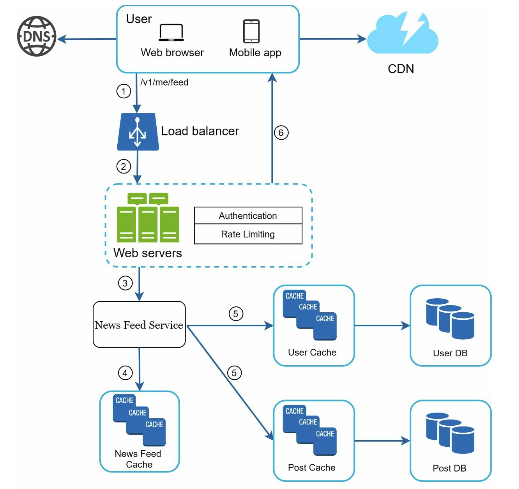 User
DNS
Web browser
Mobile app
CDN
1
/v1/me/feed
Load balancer
6
2
Authentication
Rate Limiting
Web servers
3
News Feed Service
5
CACHE
CACHE
CACHE
User Cache
User DB
4
5
CACHE
CACHE
CACHE
News Feed
Cache
CACHE
CACHE
CACHE
Post Cache
Post DB